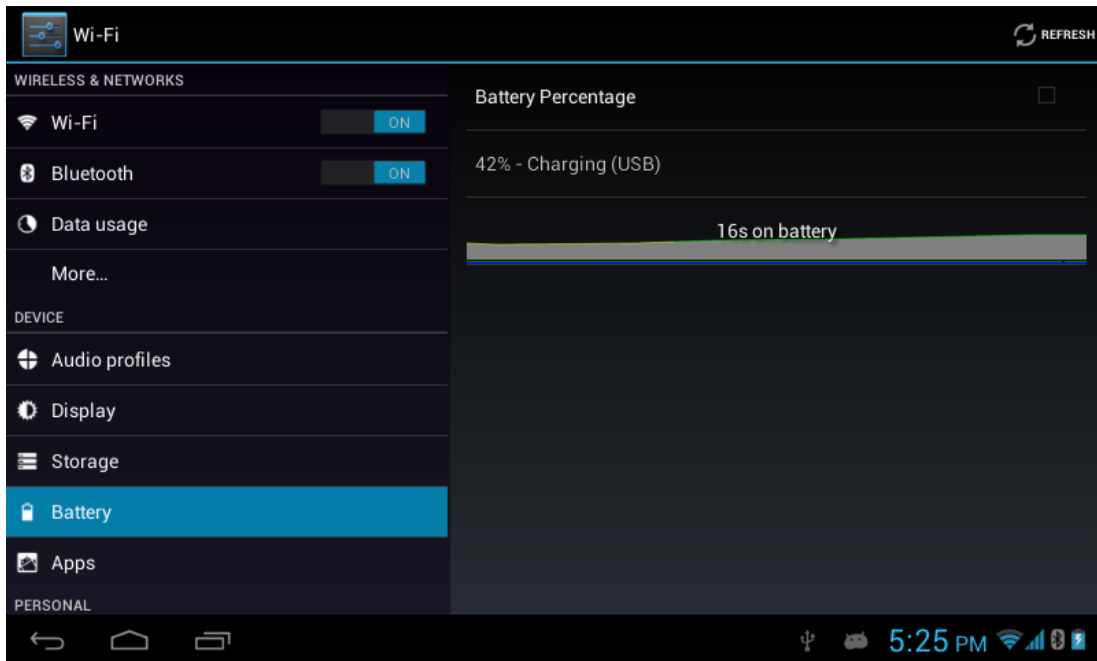 Wi-Fi
REFRESH
WIRELESS & NETWORKS
Wi-Fi ON
Bluetooth ON
Data usage
More...
DEVICE
Audio profiles
Display
Storage
Battery
Apps
PERSONAL
Battery Percentage
42% - Charging (USB)
16s on battery
5:25 PM